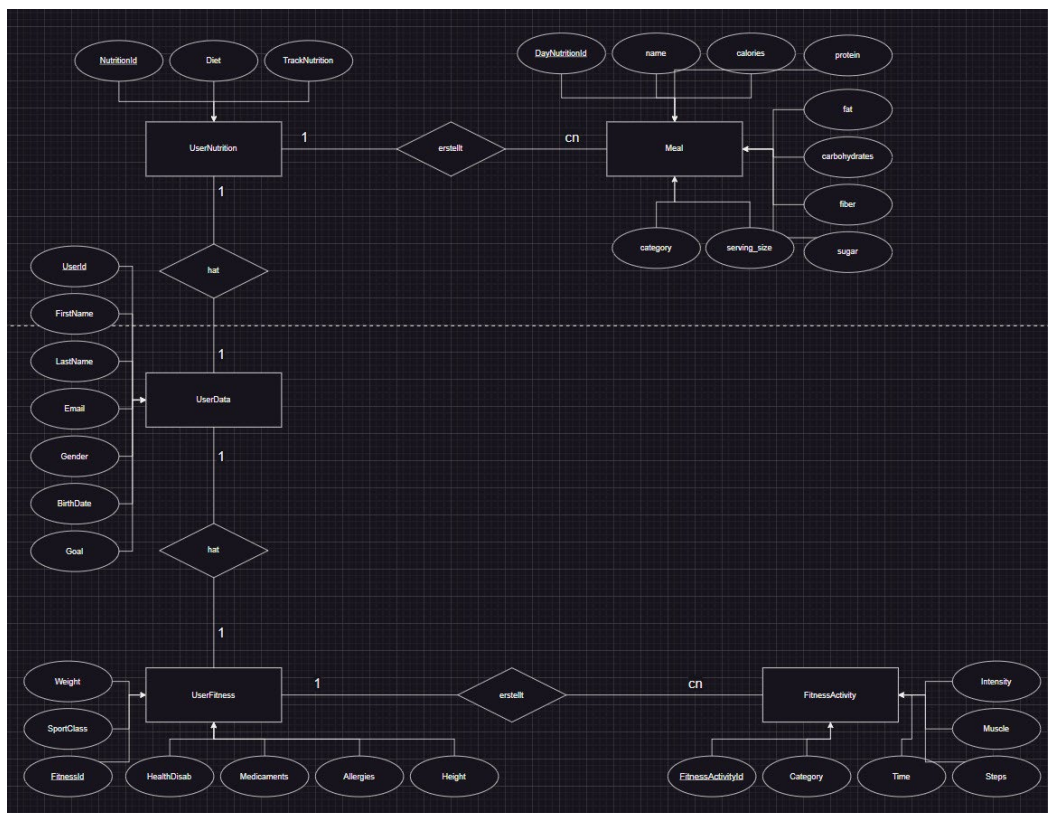 NutritionId
Diet
TrackNutrition
DayNutritionId
name
calories
protein
fat
carbohydrates
fiber
sugar
UserNutrition
1
erstellt
cn
Meal
category
serving_size
1
hat
1
UserId
FirstName
LastName
Email
Gender
BirthDate
Goal
UserData
1
hat
1
Weight
SportClass
FitnessId
UserFitness
1
erstellt
cn
FitnessActivity
HealthDisab
Medicaments
Allergies
Height
FitnessActivityId
Category
Time
Intensity
Muscle
Steps